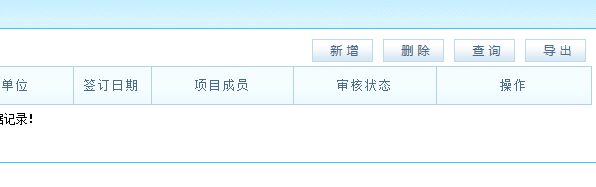 新增 删除 查询 导出
单位 签订日期 项目成员 审核状态 操作
记录!